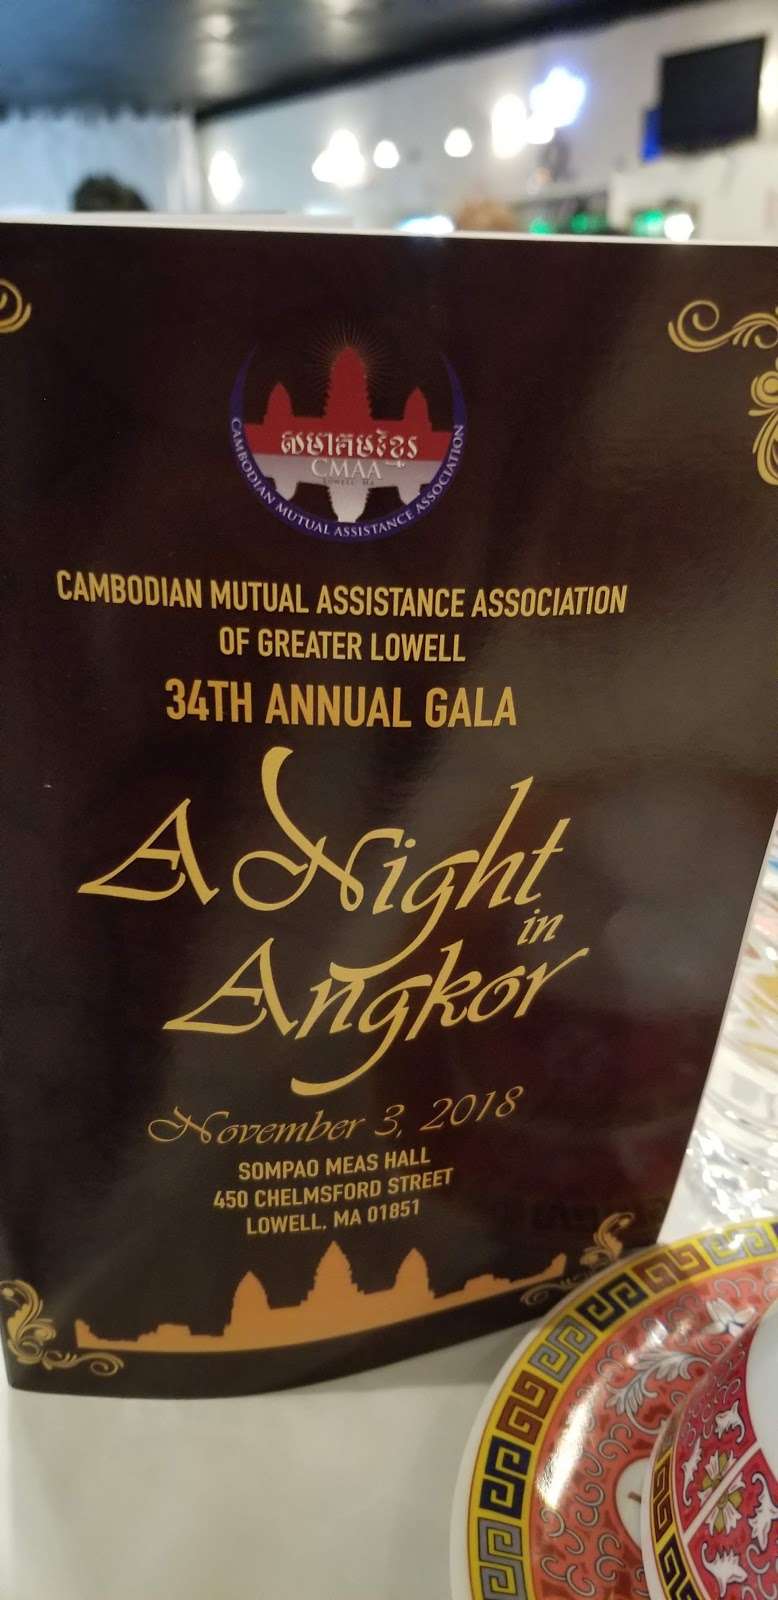 សមាគមខ្មែរ
CMAA
LOWELL MA
CAMBODIAN MUTUAL ASSISTANCE ASSOCIATION
CAMBODIAN MUTUAL ASSISTANCE ASSOCIATION
OF GREATER LOWELL
34TH ANNUAL GALA
A Night
in
Angkor
November 3, 2018
SOMPAO MEAS HALL
450 CHELMSFORD STREET
LOWELL, MA 01851